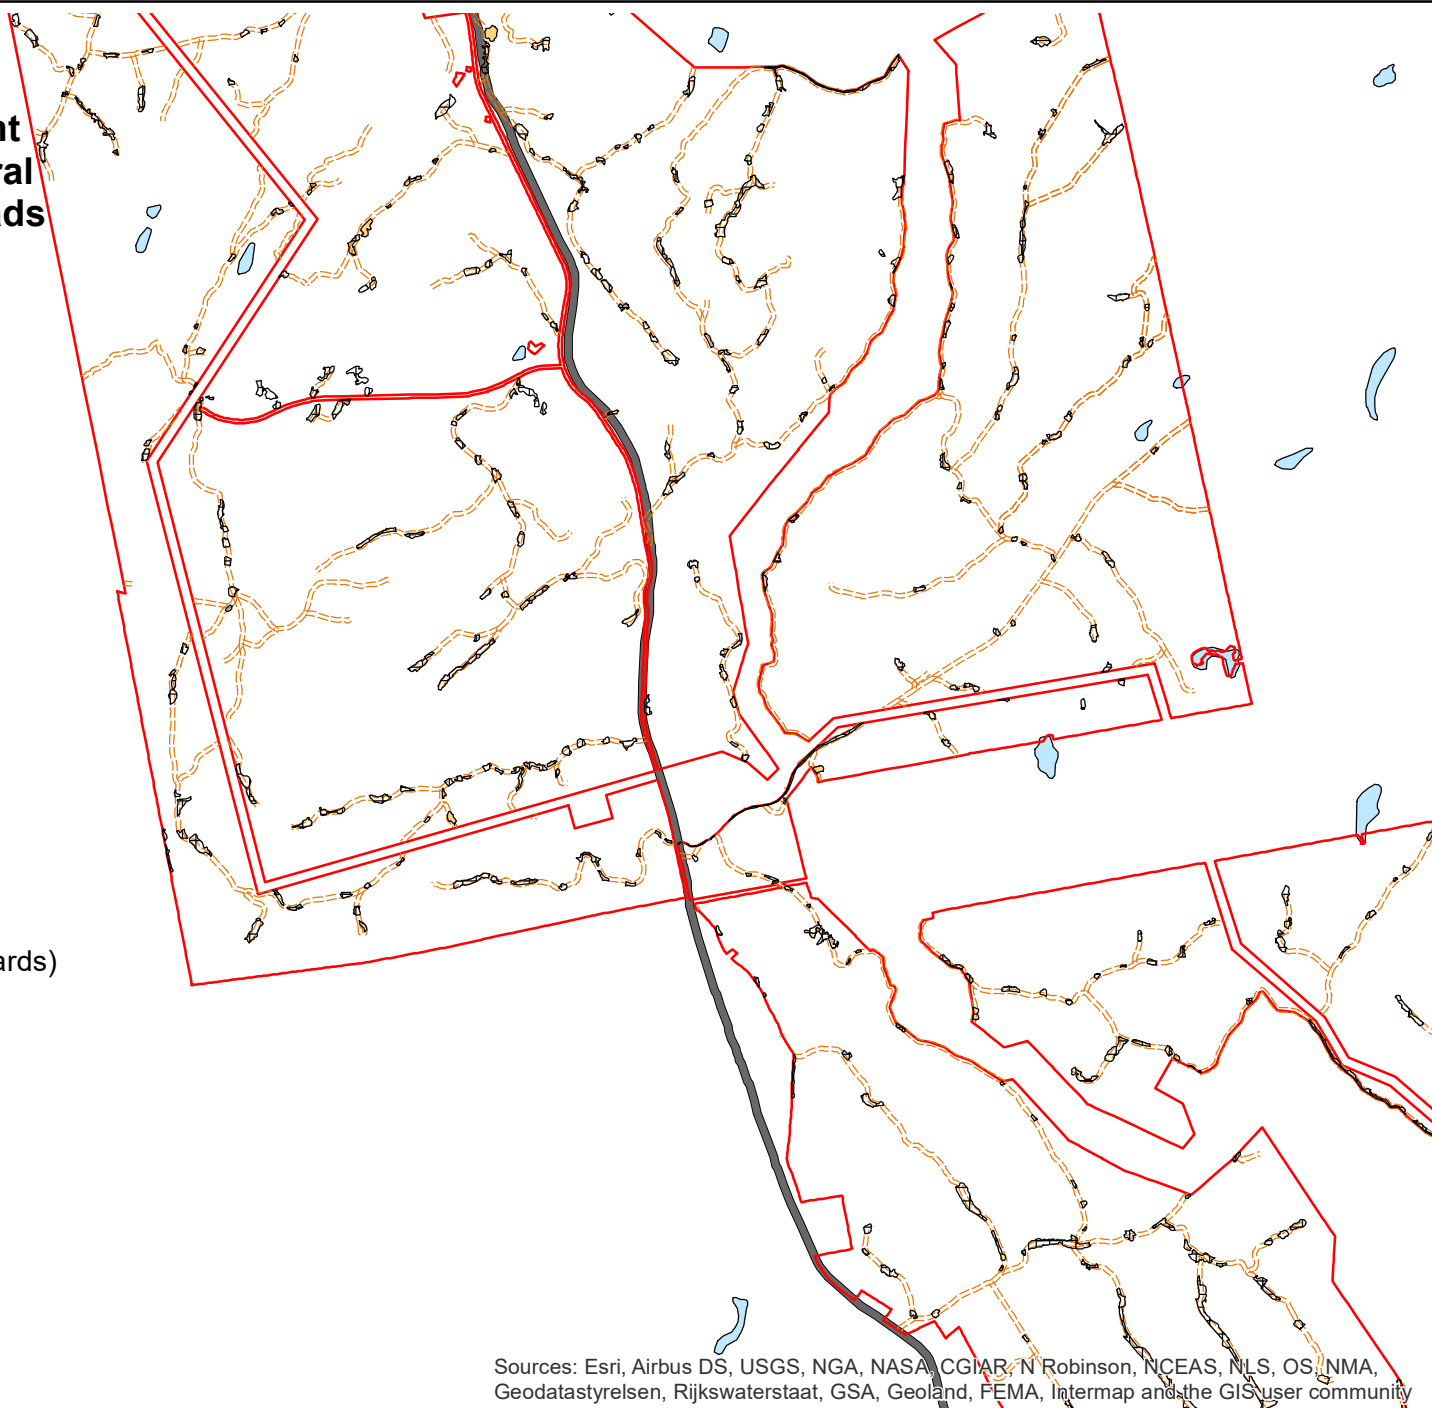 nt
ral
ads
ards)
Sources: Esri, Airbus DS, USGS, NGA, NASA, CGIAR, N Robinson, NCEAS, NLS, OS, NMA,
Geodatastyrelsen, Rijkswaterstaat, GSA, Geoland, FEMA, Intermap and the GIS user community